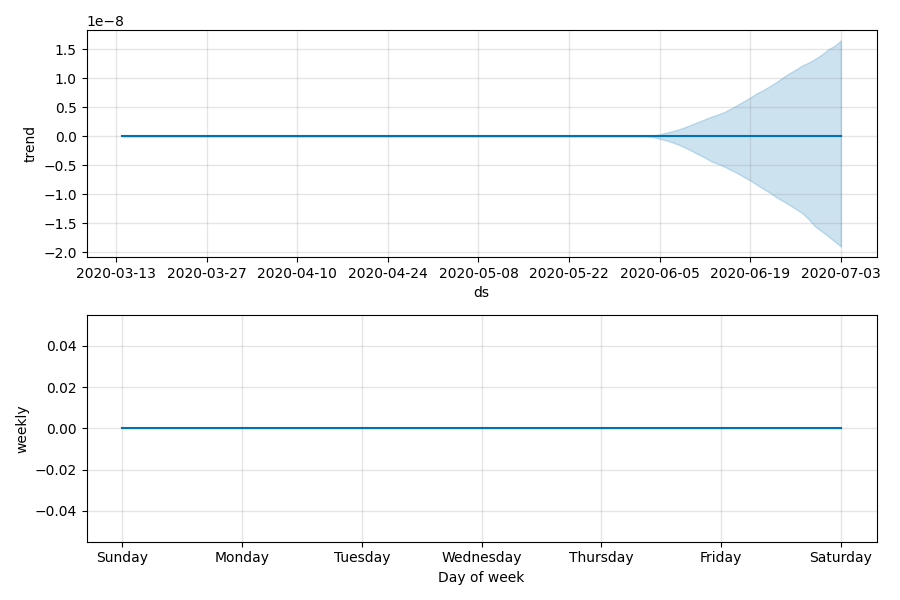 1e−8
trend
1.5
1.0
0.5
0.0
−0.5
−1.0
−1.5
−2.0
2020-03-13 2020-03-27 2020-04-10 2020-04-24 2020-05-08 2020-05-22 2020-06-05 2020-06-19 2020-07-03
ds
weekly
0.04
0.02
0.00
−0.02
−0.04
Sunday Monday Tuesday Wednesday Thursday Friday Saturday
Day of week